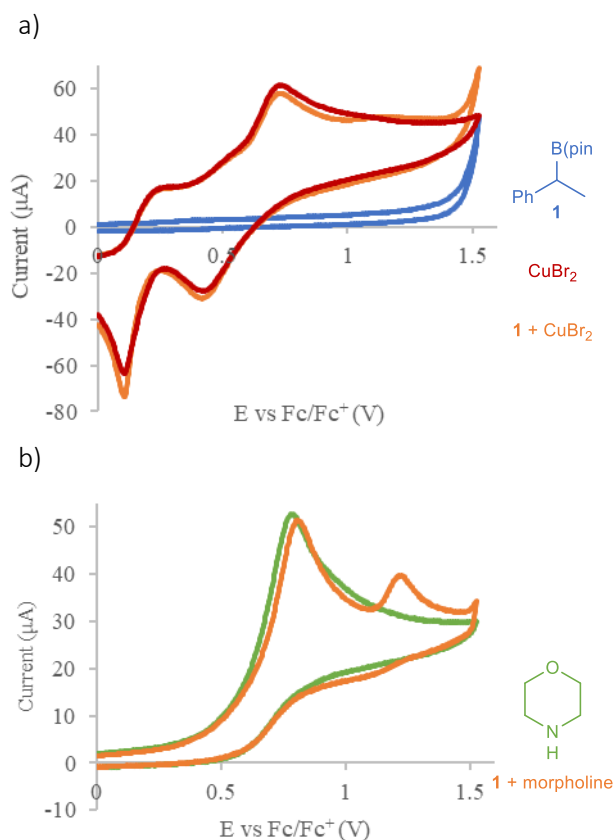 a)
60
40
20
0
-20
-40
-60
-80
0
0.5
1
1.5
Current (µA)
E vs Fc/Fc⁺ (V)
B(pin
Ph
1
CuBr₂
1 + CuBr₂
b)
50
40
30
20
10
0
-10
0
0.5
1
1.5
Current (µA)
E vs Fc/Fc⁺ (V)
O
N
H
1 + morpholine